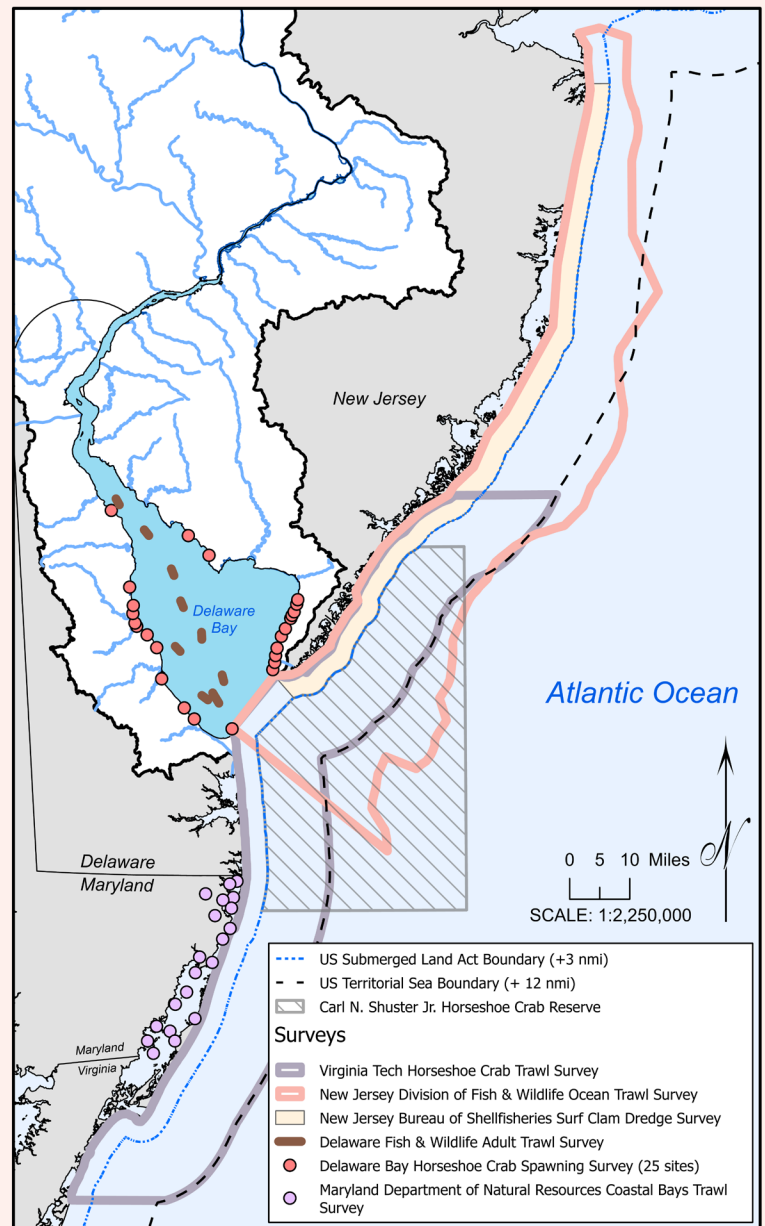 New Jersey
Delaware
Bay
Atlantic Ocean
Delaware
Maryland
N
0 5 10 Miles
SCALE: 1:2,250,000
Maryland
Virginia
US Submerged Land Act Boundary (+3 nmi)
US Territorial Sea Boundary (+ 12 nmi)
Carl N. Shuster Jr. Horseshoe Crab Reserve
Surveys
Virginia Tech Horseshoe Crab Trawl Survey
New Jersey Division of Fish & Wildlife Ocean Trawl Survey
New Jersey Bureau of Shellfisheries Surf Clam Dredge Survey
Delaware Fish & Wildlife Adult Trawl Survey
Delaware Bay Horseshoe Crab Spawning Survey (25 sites)
Maryland Department of Natural Resources Coastal Bays Trawl
Survey